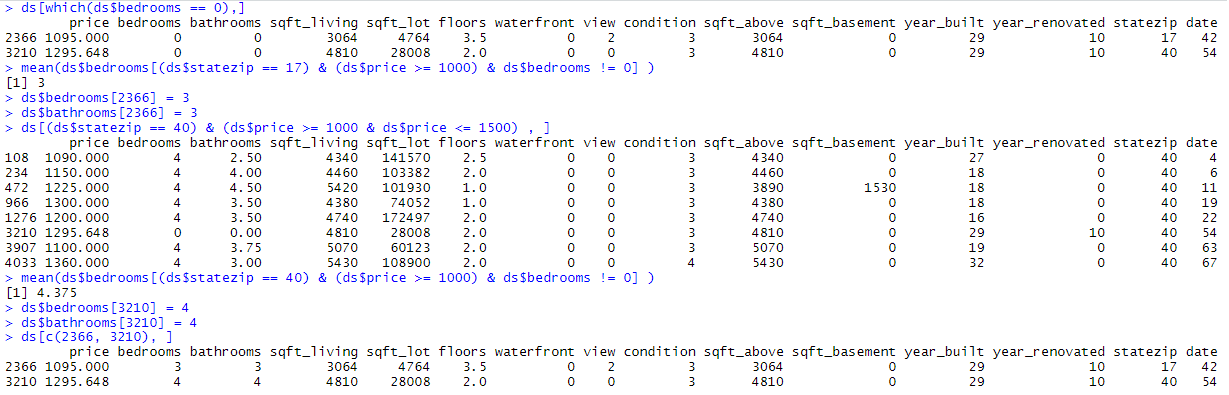 > ds[which(ds$bedrooms == 0),]
        price bedrooms bathrooms sqft_living sqft_lot floors waterfront view condition sqft_above sqft_basement year_built year_renovated statezip date
2366 1095.000        0         0        3064     4764    3.5          0    2         3       3064             0         29             10       17   42
3210 1295.648        0         0        4810    28008    2.0          0    0         3       4810             0         29             10       40   54
> mean(ds$bedrooms[(ds$statezip == 17) & (ds$price >= 1000) & ds$bedrooms != 0] )
[1] 3
> ds$bedrooms[2366] = 3
> ds$bathrooms[2366] = 3
> ds[(ds$statezip == 40) & (ds$price >= 1000 & ds$price <= 1500) , ]
        price bedrooms bathrooms sqft_living sqft_lot floors waterfront view condition sqft_above sqft_basement year_built year_renovated statezip date
108  1090.000        4      2.50        4340   141570    2.5          0    0         3       4340             0         27              0       40    4
234  1150.000        4      4.00        4460   103382    2.0          0    0         3       4460             0         18              0       40    6
472  1225.000        4      4.50        5420   101930    1.0          0    0         3       3890          1530         18              0       40   11
966  1300.000        4      3.50        4380    74052    1.0          0    0         3       4380             0         18              0       40   19
1276 1200.000        4      3.50        4740   172497    2.0          0    0         3       4740             0         16              0       40   22
3210 1295.648        0      0.00        4810    28008    2.0          0    0         3       4810             0         29             10       40   54
3907 1100.000        4      3.75        5070    60123    2.0          0    0         3       5070             0         19              0       40   63
4033 1360.000        4      3.00        5430   108900    2.0          0    0         4       5430             0         32              0       40   67
> mean(ds$bedrooms[(ds$statezip == 40) & (ds$price >= 1000) & ds$bedrooms != 0] )
[1] 4.375
> ds$bedrooms[3210] = 4
> ds$bathrooms[3210] = 4
> ds[c(2366, 3210), ]
        price bedrooms bathrooms sqft_living sqft_lot floors waterfront view condition sqft_above sqft_basement year_built year_renovated statezip date
2366 1095.000        3         3        3064     4764    3.5          0    2         3       3064             0         29             10       17   42
3210 1295.648        4         4        4810    28008    2.0          0    0         3       4810             0         29             10       40   54